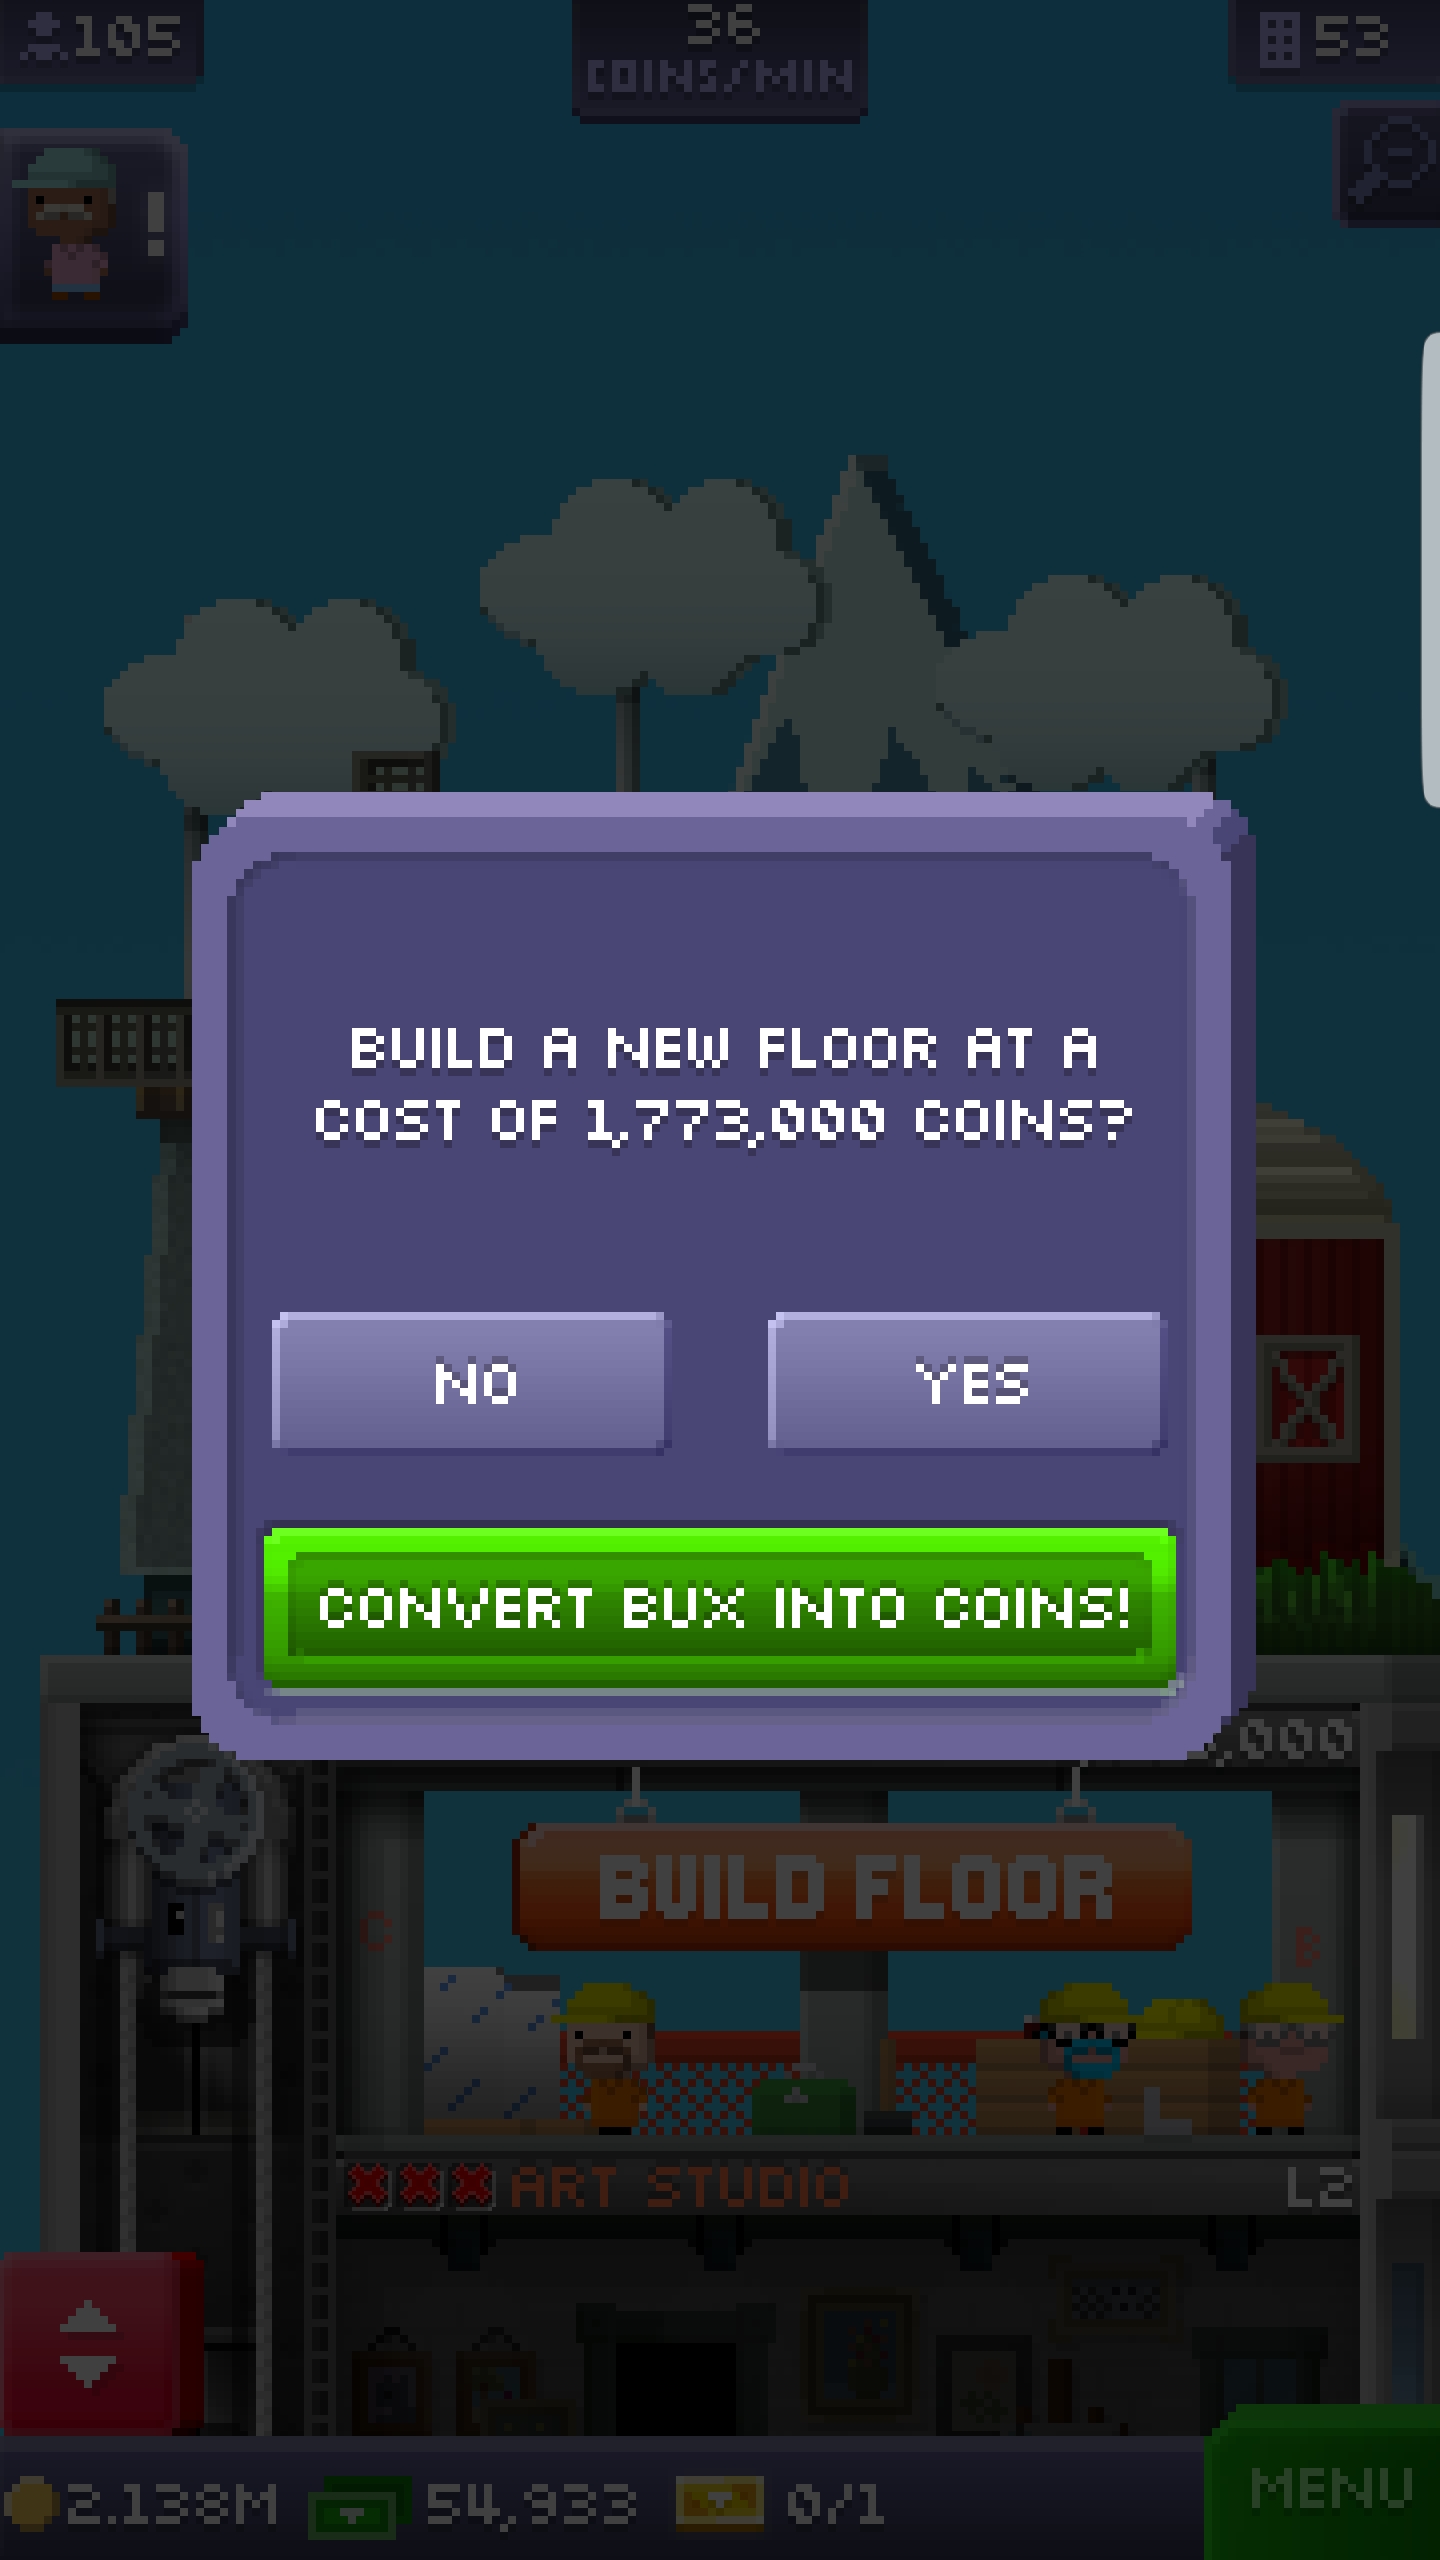 105
36
COINS/MIN
53
!
BUILD A NEW FLOOR AT A
COST OF 1,773,000 COINS?
NO
YES
CONVERT BUX INTO COINS!
,000
BUILD FLOOR
C
B
ART STUDIO
L2
2.138M
54,933
0/1
MENU